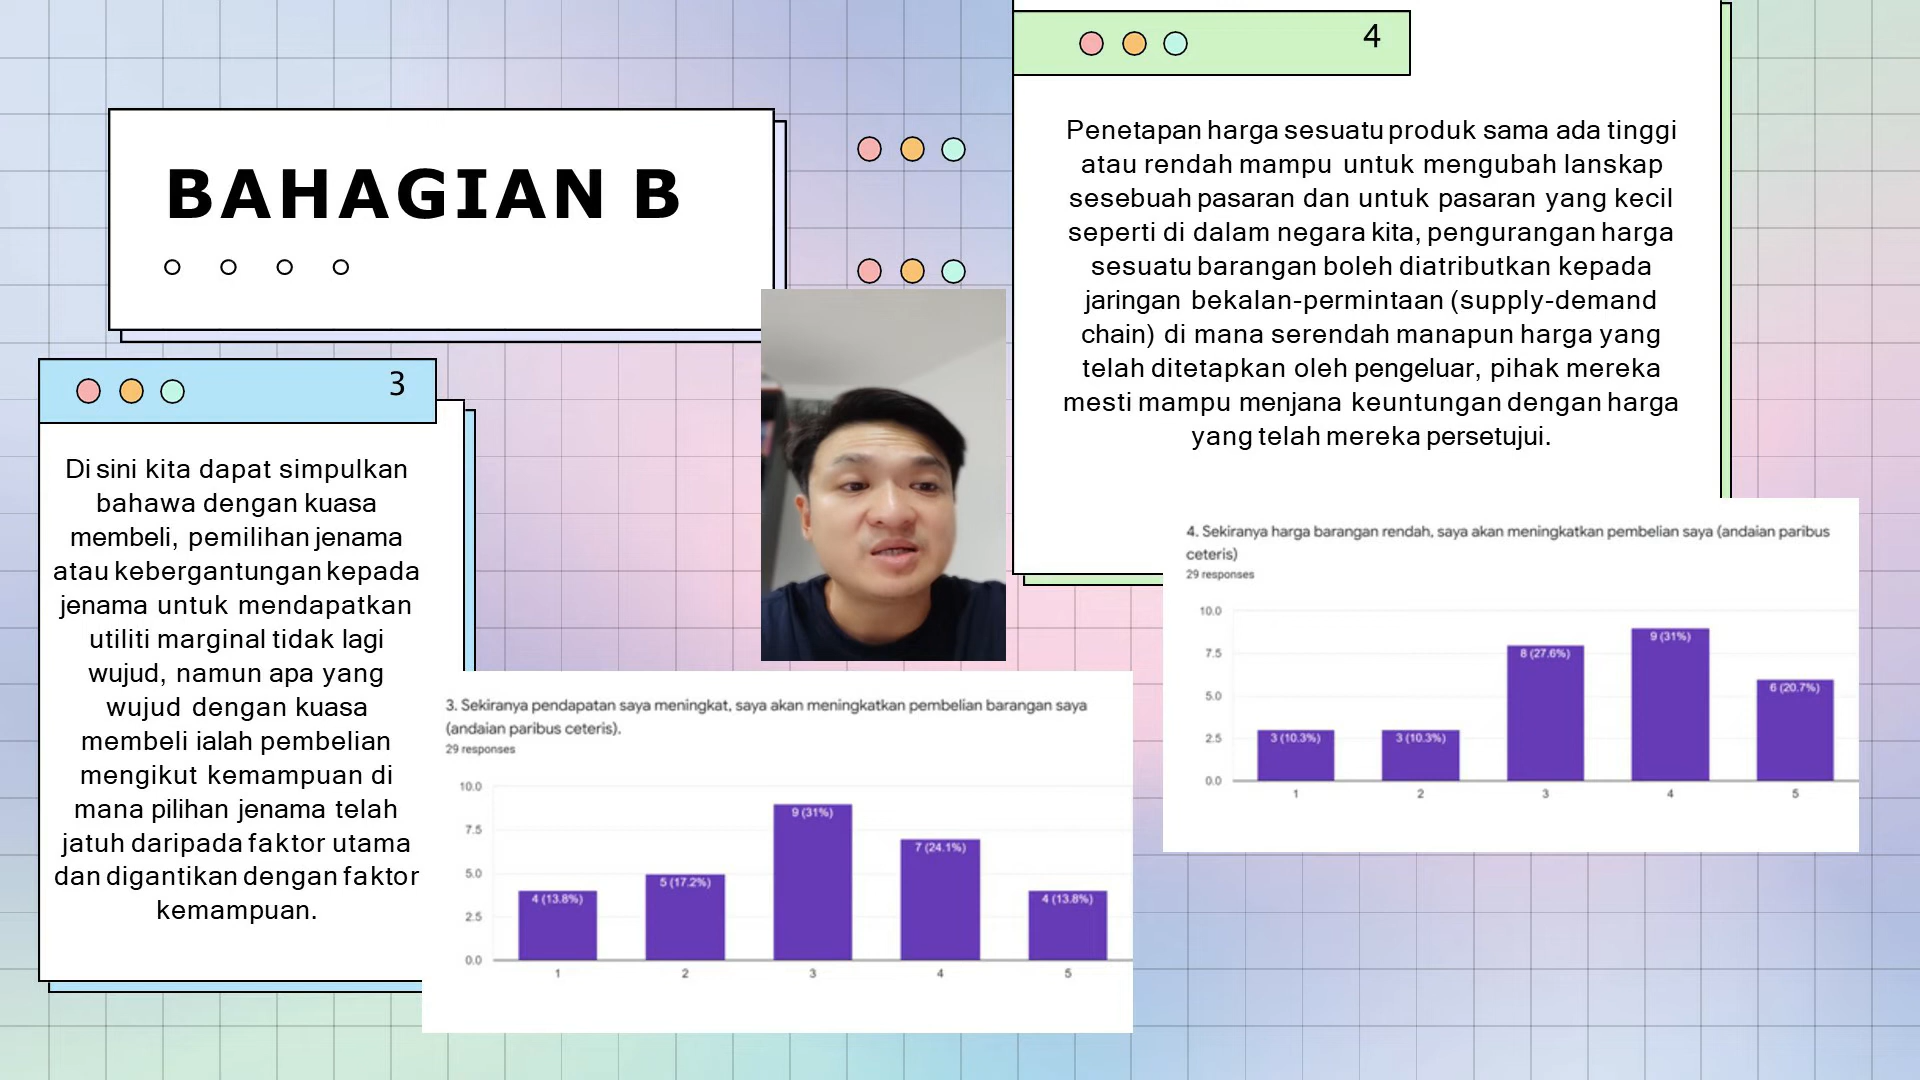 BAHAGIAN B
3
Di sini kita dapat simpulkan
bahawa dengan kuasa
membeli, pemilihan jenama
atau kebergantungan kepada
jenama untuk mendapatkan
utiliti marginal tidak lagi
wujud, namun apa yang
wujud dengan kuasa
membeli ialah pembelian
mengikut kemampuan di
mana pilihan jenama telah
jatuh daripada faktor utama
dan digantikan dengan faktor
kemampuan.
3. Sekiranya pendapatan saya meningkat, saya akan meningkatkan pembelian barangan saya
(andaian paribus ceteris).
29 responses
10.0
7.5
5.0
2.5
0.0
4 (13.8%)
5 (17.2%)
9 (31%)
7 (24.1%)
4 (13.8%)
1 2 3 4 5
4
Penetapan harga sesuatu produk sama ada tinggi
atau rendah mampu untuk mengubah lanskap
sesebuah pasaran dan untuk pasaran yang kecil
seperti di dalam negara kita, pengurangan harga
sesuatu barangan boleh diatributkan kepada
jaringan bekalan-permintaan (supply-demand
chain) di mana serendah manapun harga yang
telah ditetapkan oleh pengeluar, pihak mereka
mesti mampu menjana keuntungan dengan harga
yang telah mereka persetujui.
4. Sekiranya harga barangan rendah, saya akan meningkatkan pembelian saya (andaian paribus
ceteris)
29 responses
10.0
7.5
5.0
2.5
0.0
3 (10.3%)
3 (10.3%)
8 (27.6%)
9 (31%)
6 (20.7%)
1 2 3 4 5